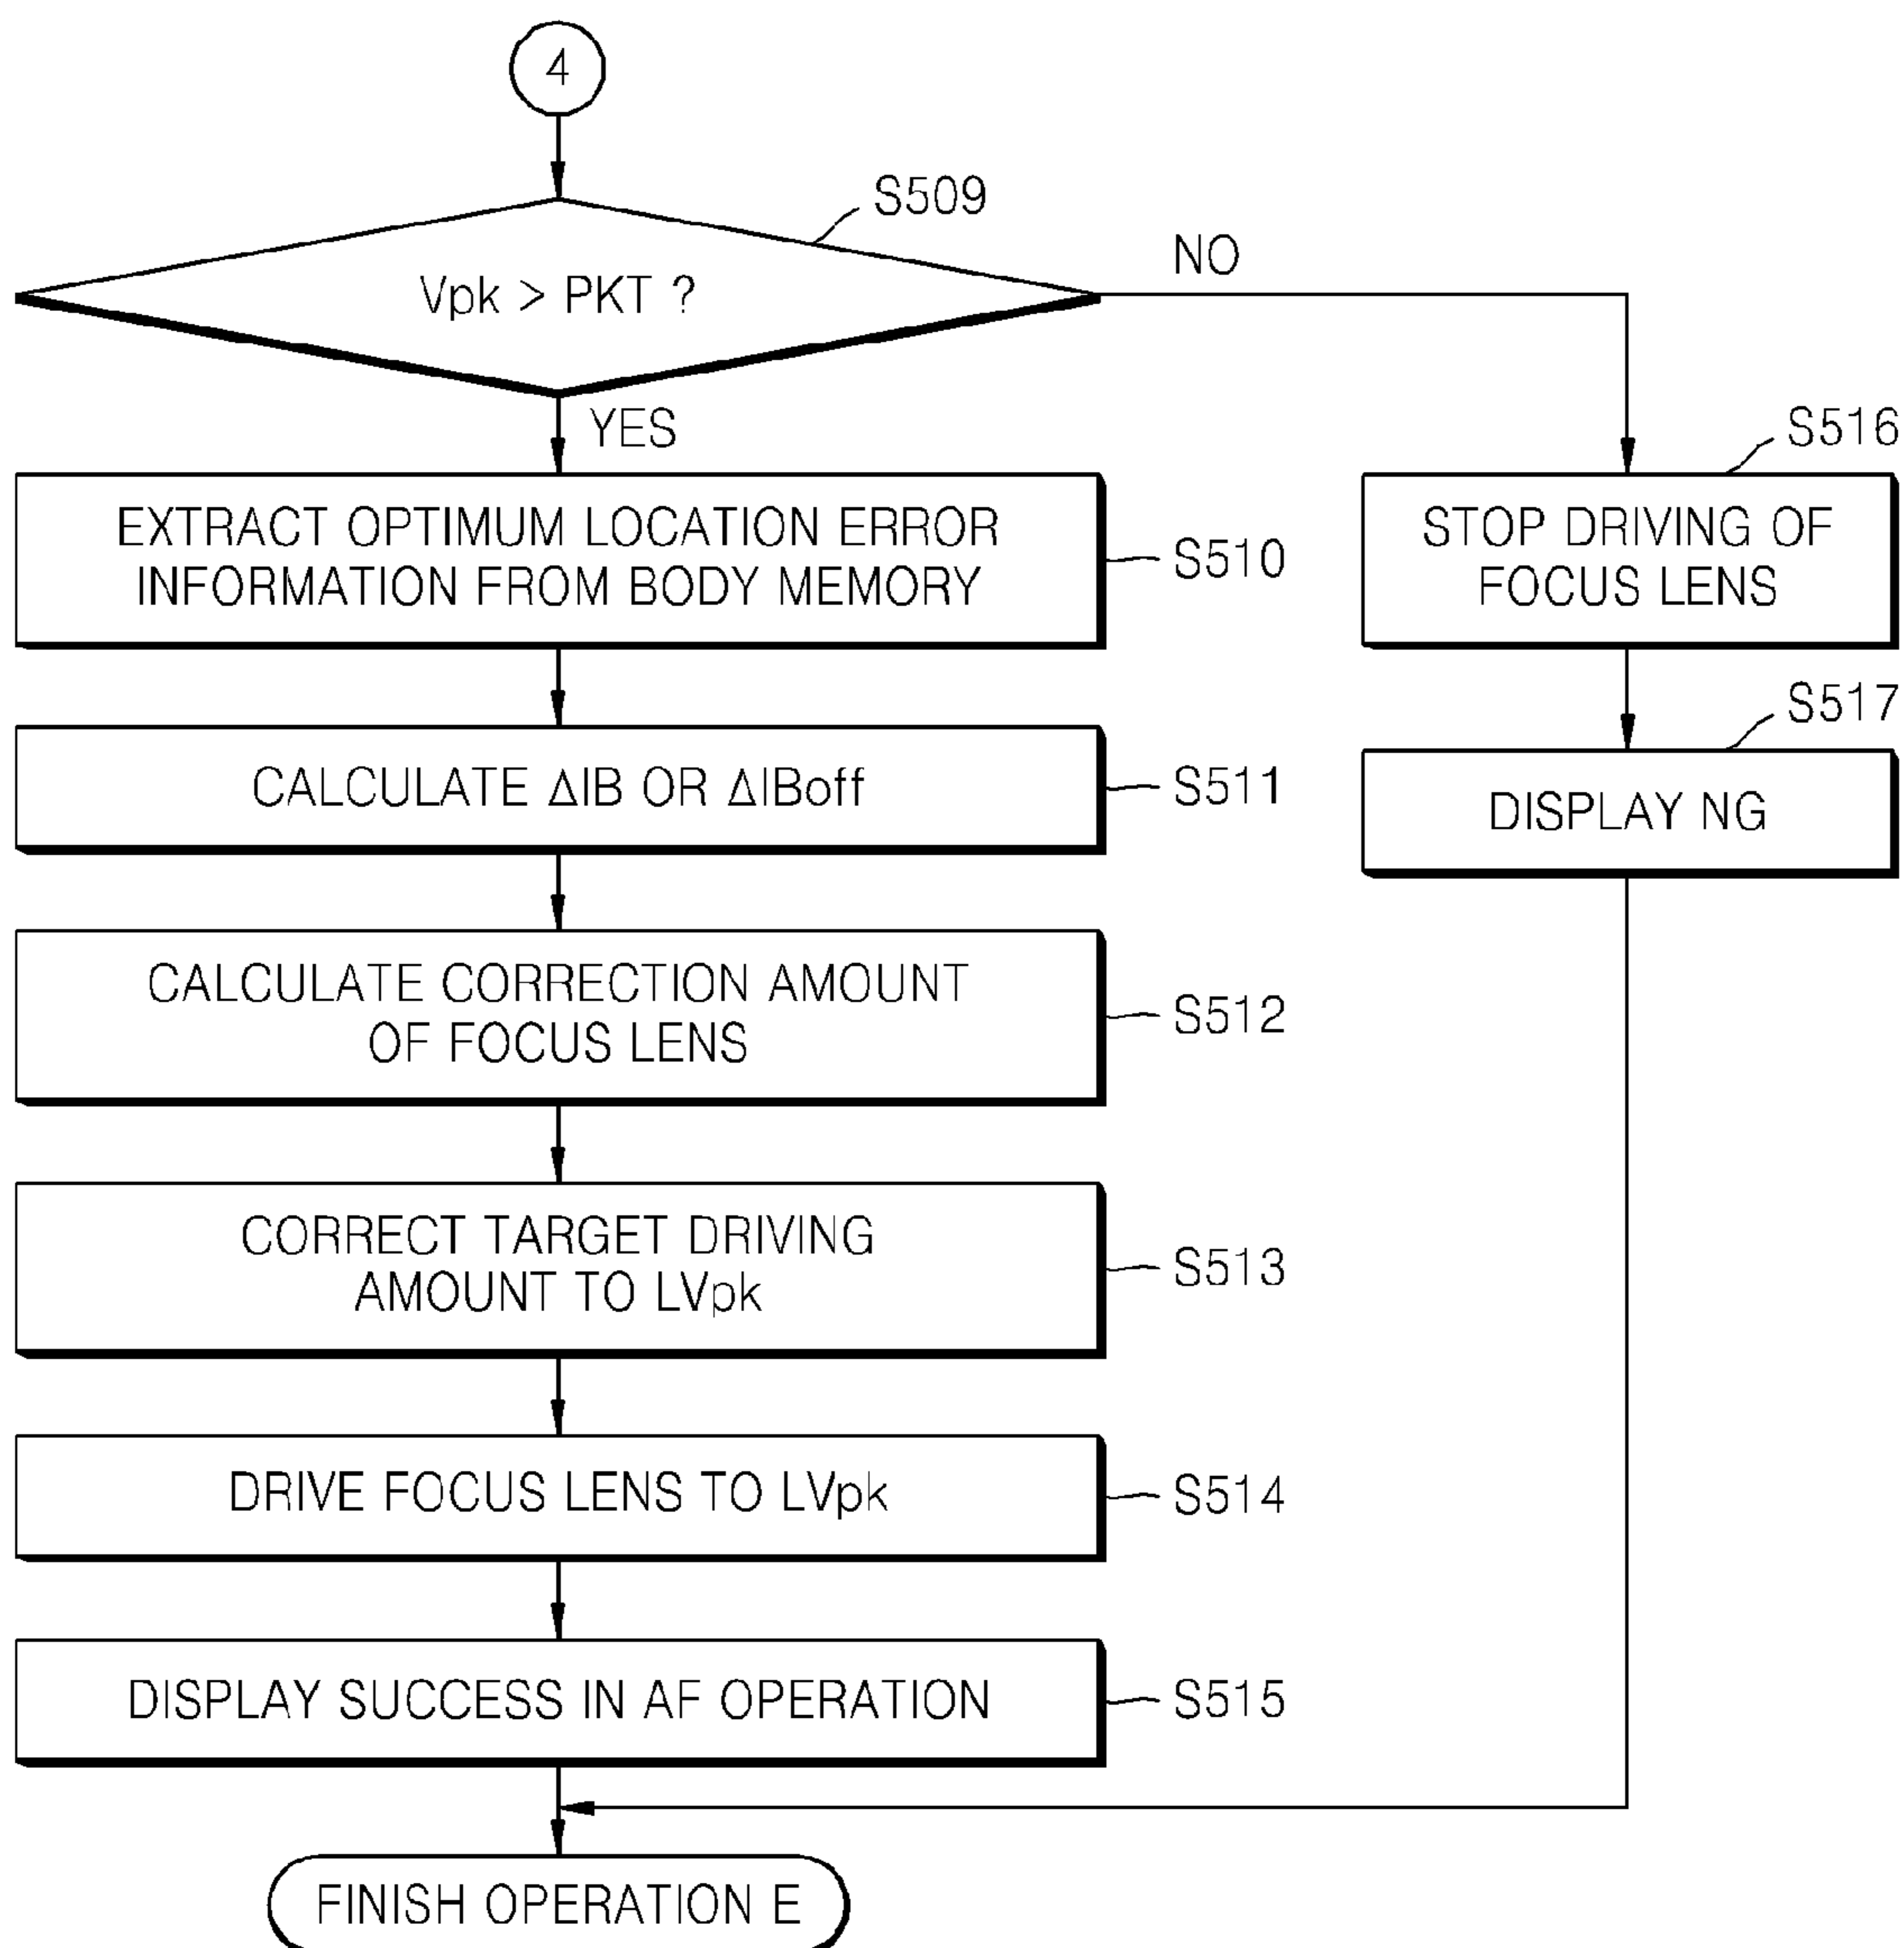 4
S509
Vpk > PKT ?
NO
YES
EXTRACT OPTIMUM LOCATION ERROR
INFORMATION FROM BODY MEMORY
S510
CALCULATE ΔIB OR ΔIBoff
S511
CALCULATE CORRECTION AMOUNT
OF FOCUS LENS
S512
CORRECT TARGET DRIVING
AMOUNT TO LVpk
S513
DRIVE FOCUS LENS TO LVpk
S514
DISPLAY SUCCESS IN AF OPERATION
S515
S516
STOP DRIVING OF
FOCUS LENS
S517
DISPLAY NG
FINISH OPERATION E